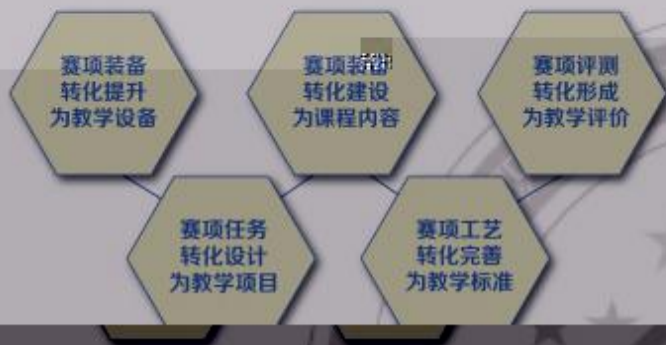 赛项装备
转化提升
为教学设备
赛项
转化建设
为课程内容
赛项评测
转化形成
为教学评价
赛项任务
转化设计
为教学项目
赛项工艺
转化完善
为教学标准